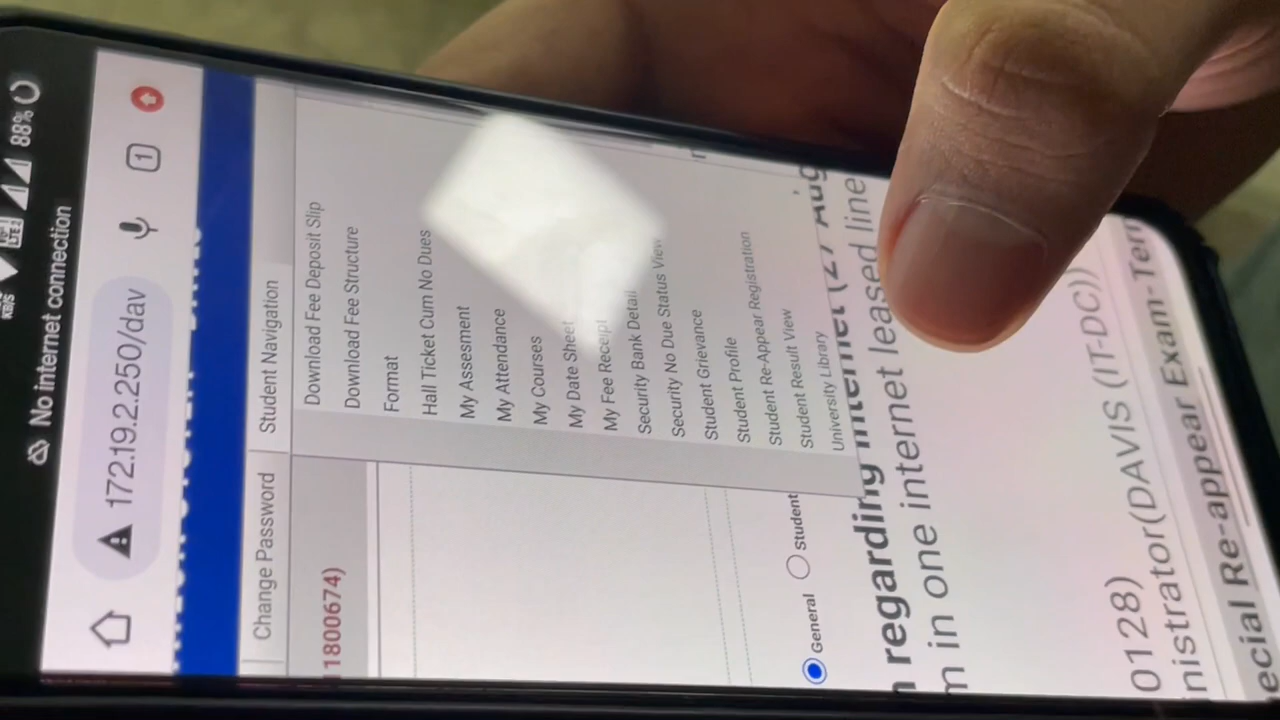 No internet connection
88%
172.19.2.250/dav
1
Change Password
Student Navigation
11800674)
Download Fee Deposit Slip
Download Fee Structure
Format
Hall Ticket Cum No Dues
My Assesment
My Attendance
My Courses
My Date Sheet
My Fee Receipt
Security Bank Detail
Security No Due Status View
Student Grievance
Student Profile
Student Re-Appear Registration
Student Result View
University Library
General
Student
regarding internet (27 Aug
in one internet leased line
0128)
nistrator(DAVIS (IT-DC))
ecial Re-appear Exam-Term